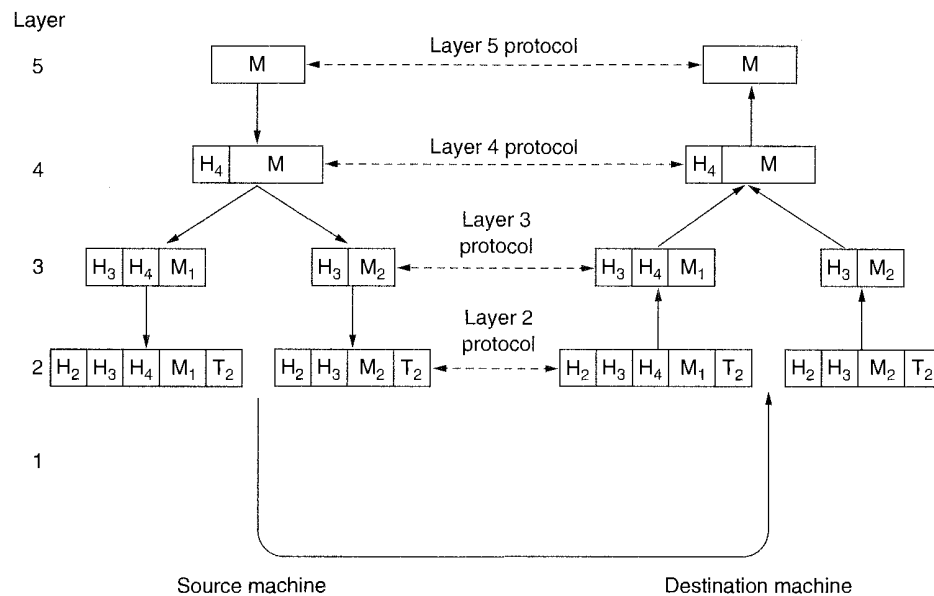 Layer
5
M
Layer 5 protocol
M
4
H₄ M
Layer 4 protocol
H₄ M
3
H₃ H₄ M₁
H₃ M₂
Layer 3
protocol
H₃ H₄ M₁
H₃ M₂
2
H₂ H₃ H₄ M₁ T₂
H₂ H₃ M₂ T₂
Layer 2
protocol
H₂ H₃ H₄ M₁ T₂
H₂ H₃ M₂ T₂
1
Source machine
Destination machine